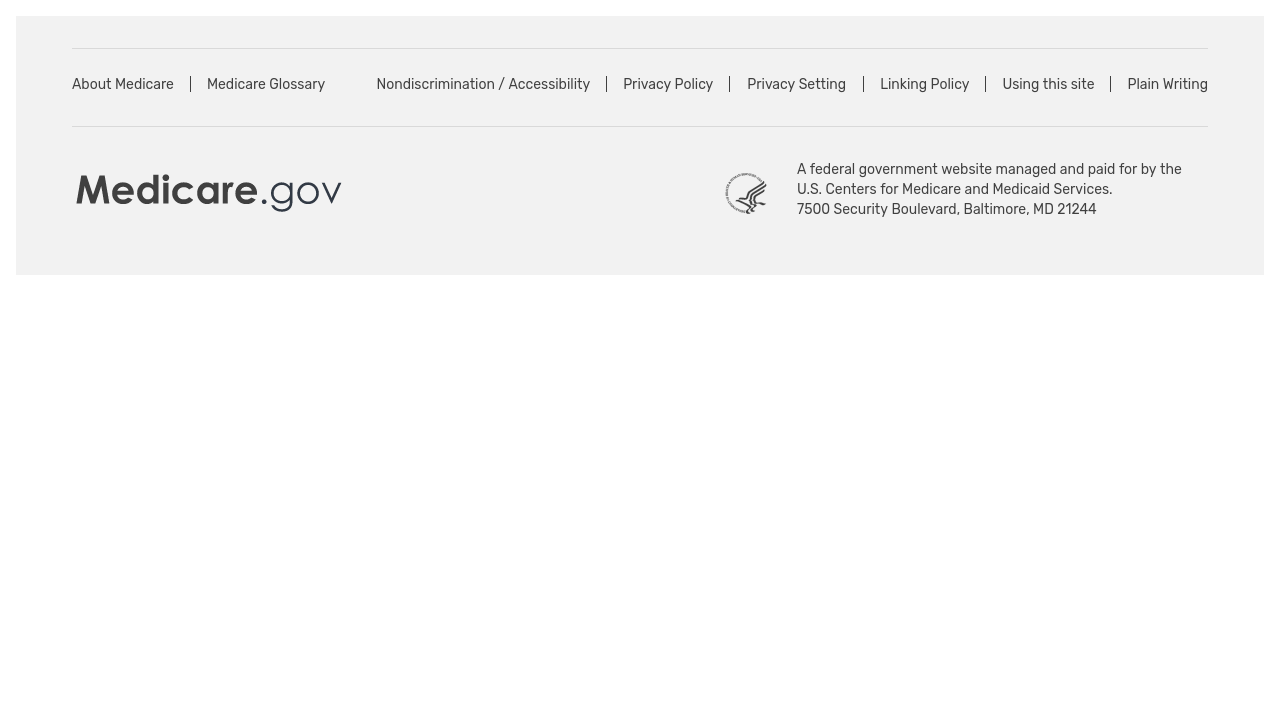 About Medicare
Medicare Glossary
Nondiscrimination / Accessibility
Privacy Policy
Privacy Setting
Linking Policy
Using this site
Plain Writing
Medicare.gov
A federal government website managed and paid for by the
U.S. Centers for Medicare and Medicaid Services.
7500 Security Boulevard, Baltimore, MD 21244